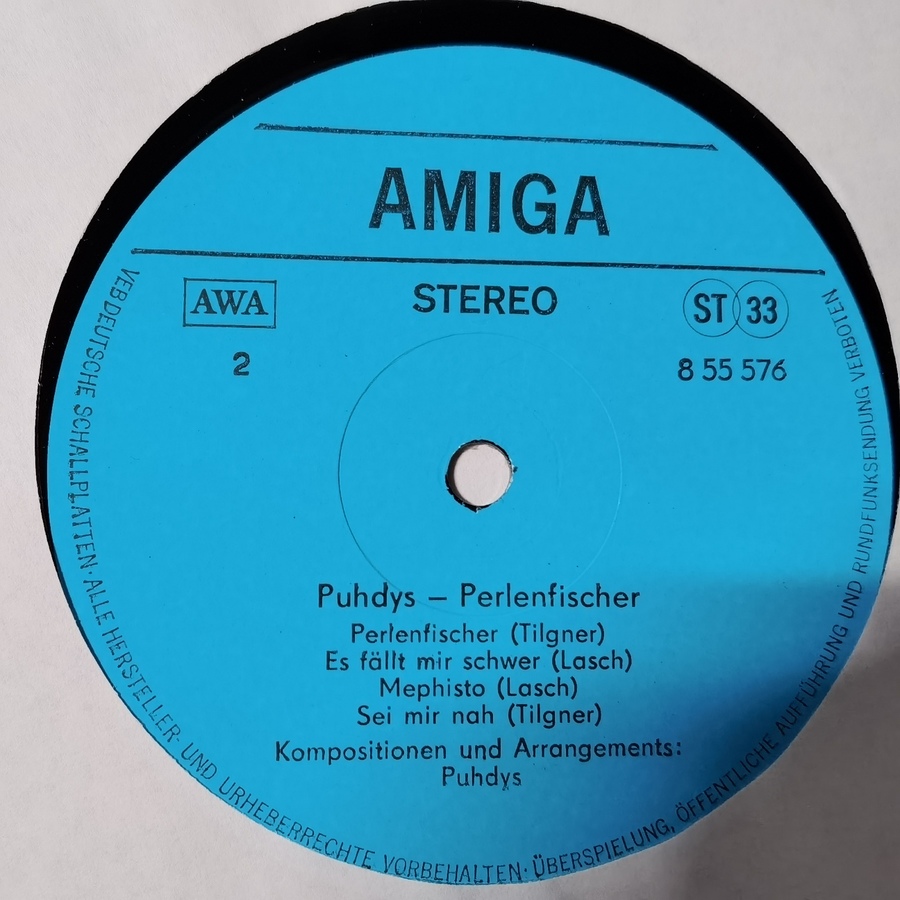 AMIGA
AWA
STEREO
ST 33
2
8 55 576
Puhdys – Perlenfischer
Perlenfischer (Tilgner)
Es fällt mir schwer (Lasch)
Mephisto (Lasch)
Sei mir nah (Tilgner)
Kompositionen und Arrangements:
Puhdys
VEB DEUTSCHE SCHALLPLATTEN · ALLE HERSTELLER- UND URHEBERRECHTE VORBEHALTEN · ÜBERSPIELUNG, ÖFFENTLICHE AUFFÜHRUNG UND RUNDFUNKSENDUNG VERBOTEN